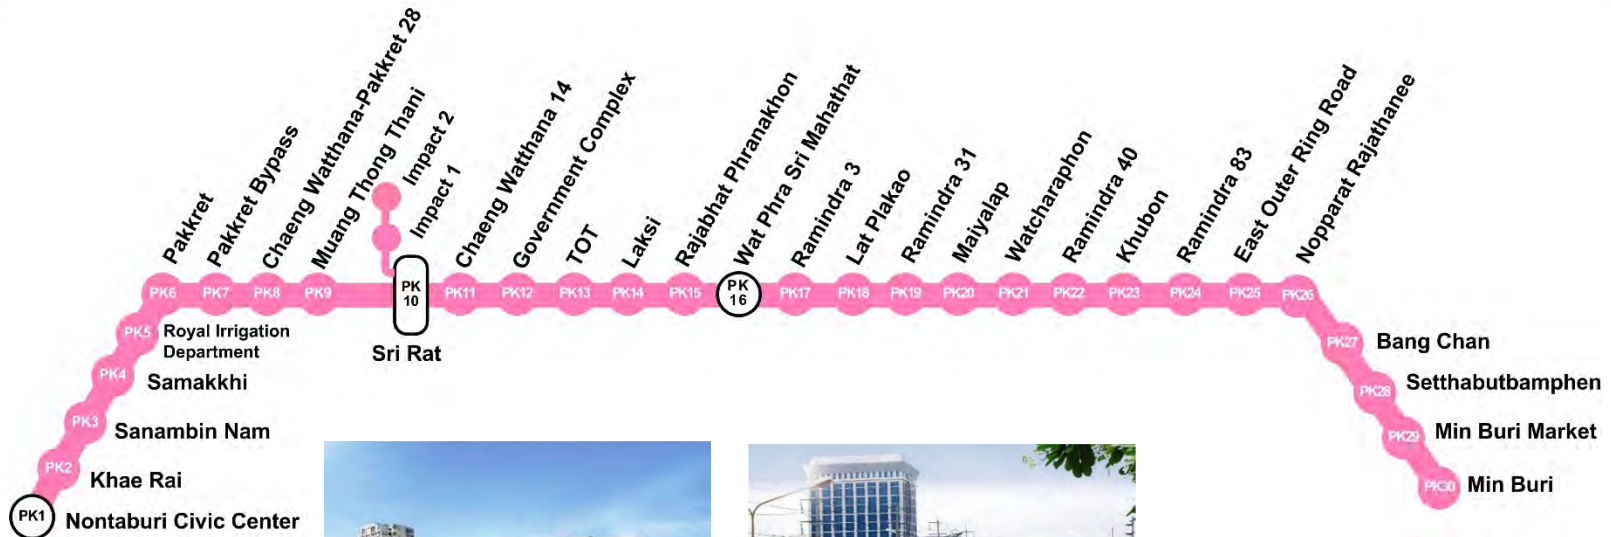 Pakkret
Pakkret Bypass
Chaeng Watthana-Pakkret 28
Muang Thong Thani
Impact 2
Impact 1
Chaeng Watthana 14
Government Complex
TOT
Laksi
Rajabhat Phranakhon
Wat Phra Sri Mahathat
Ramindra 3
Lat Plakao
Ramindra 31
Maiyalap
Watcharaphon
Ramindra 40
Khubon
Ramindra 83
East Outer Ring Road
Nopparat Rajathanee
PK6
PK7
PK8
PK9
PK
10
PK11
PK12
PK13
PK14
PK15
PK
16
PK17
PK18
PK19
PK20
PK21
PK22
PK23
PK24
PK25
PK26
Sri Rat
PK5
Royal Irrigation
Department
PK4
Samakkhi
PK3
Sanambin Nam
PK2
Khae Rai
PK1
Nontaburi Civic Center
PK27
Bang Chan
PK28
Setthabutbamphen
PK29
Min Buri Market
PK30
Min Buri